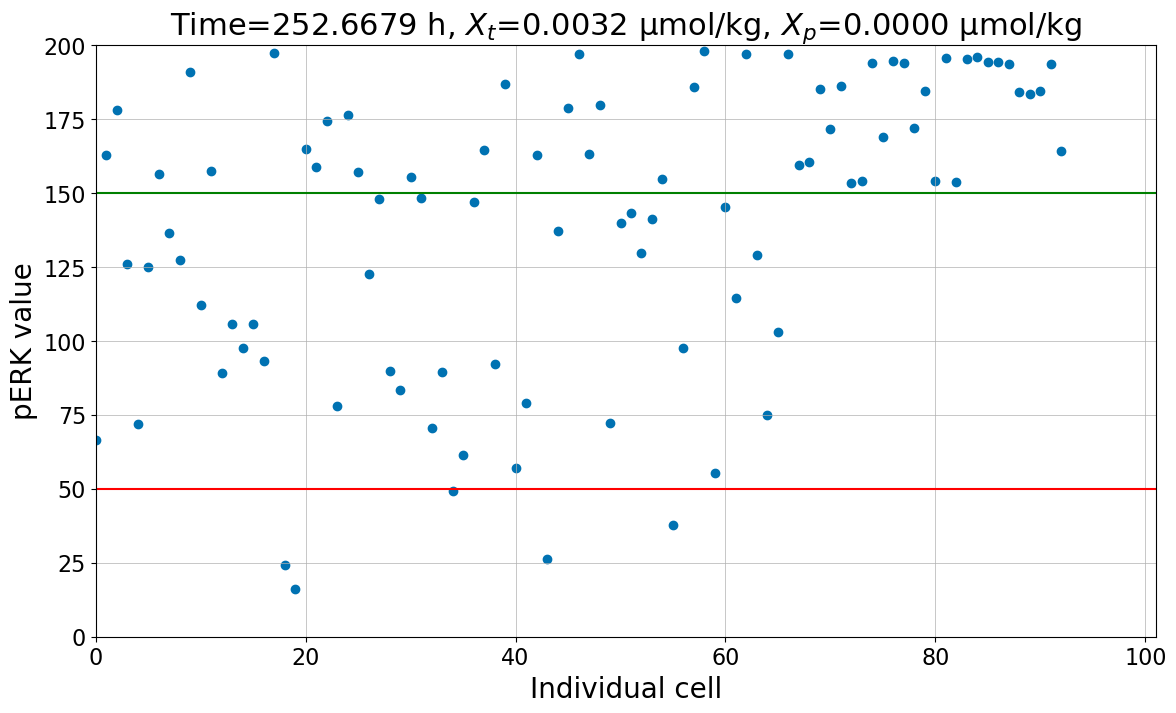 Time=252.6679 h, Xₜ=0.0032 μmol/kg, Xₚ=0.0000 μmol/kg
200
175
150
125
100
75
50
25
0
pERK value
0 20 40 60 80 100
Individual cell